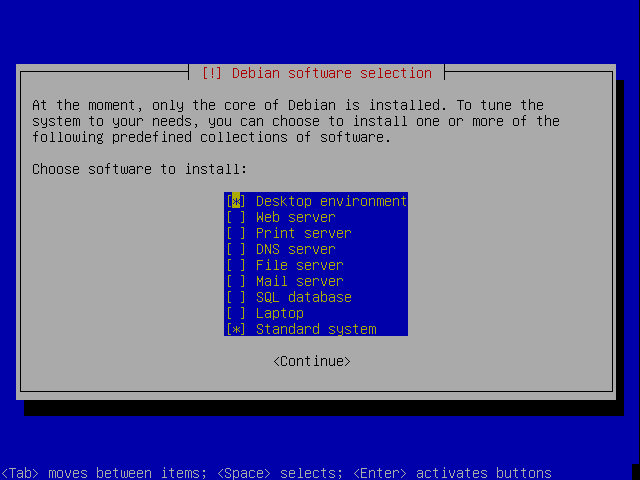 [!] Debian software selection
At the moment, only the core of Debian is installed. To tune the
system to your needs, you can choose to install one or more of the
following predefined collections of software.
Choose software to install:
[*] Desktop environment
[ ] Web server
[ ] Print server
[ ] DNS server
[ ] File server
[ ] Mail server
[ ] SQL database
[ ] Laptop
[*] Standard system
<Continue>
<Tab> moves between items; <Space> selects; <Enter> activates buttons